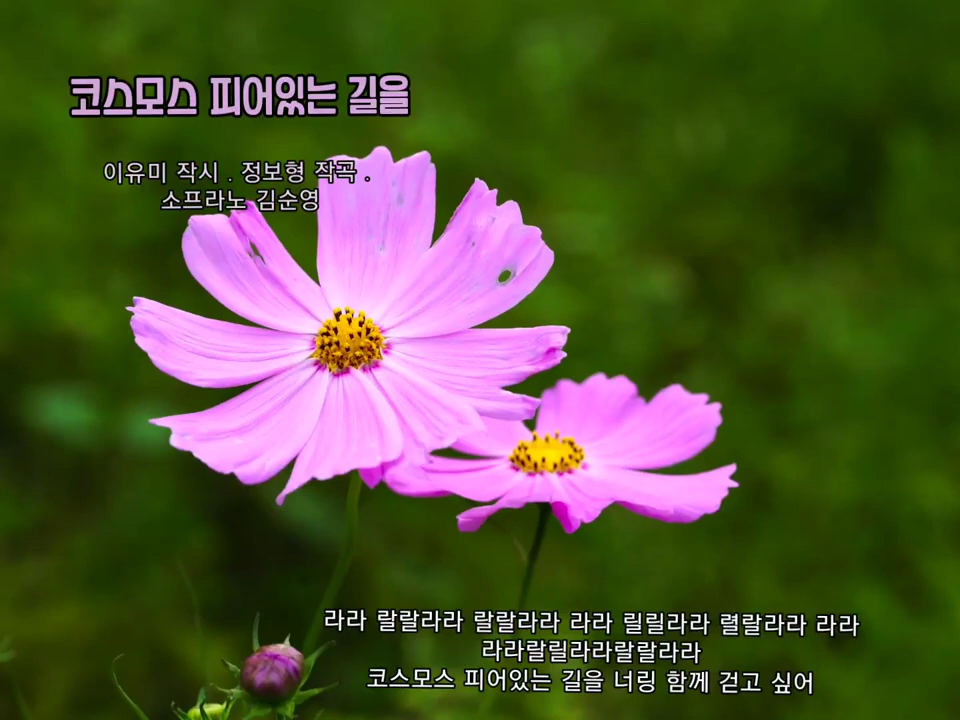 코스모스 피어있는 길을
이유미 작시 . 정보형 작곡 .
소프라노 김순영
라라 랄랄라라 랄랄라라 라라 릴릴라라 렬랄라라 라라
라라랄릴라라랄랄라라
코스모스 피어있는 길을 너링 함께 걷고 싶어